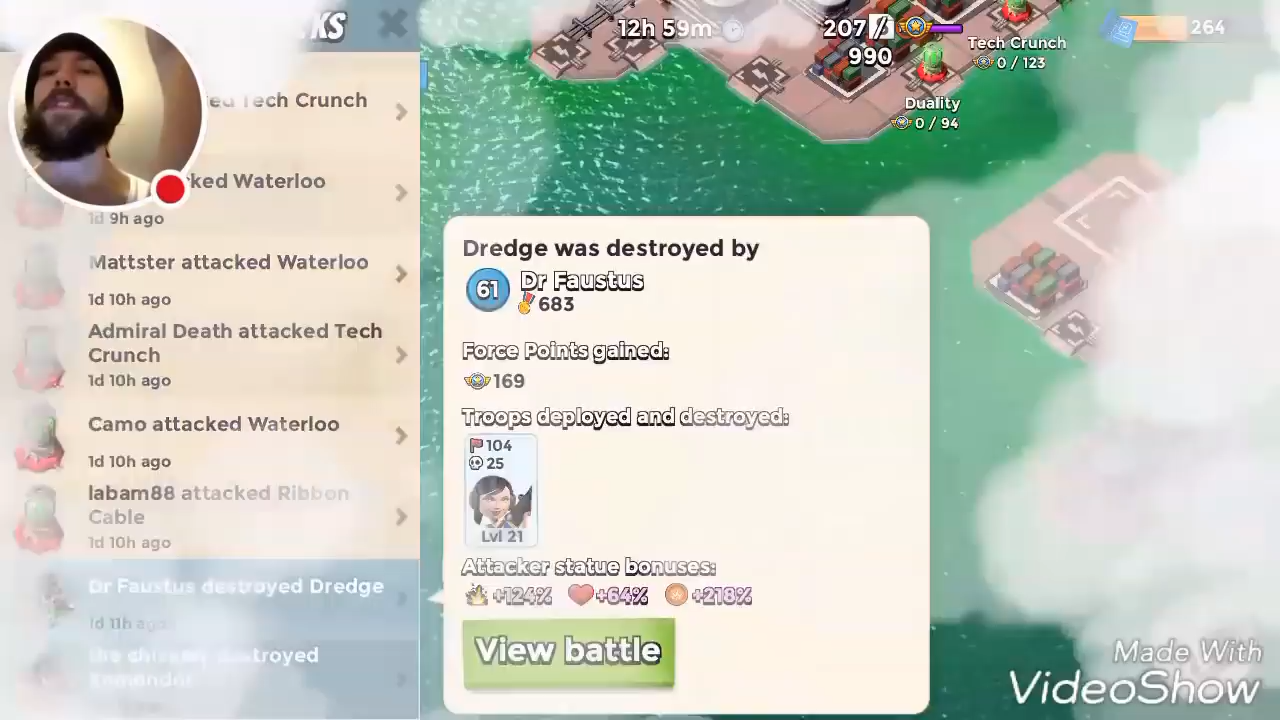 KS
12h 59m
207
990
264
Tech Crunch
0 / 123
Duality
0 / 94
ed Tech Crunch
ked Waterloo
1d 9h ago
Mattster attacked Waterloo
1d 10h ago
Admiral Death attacked Tech
Crunch
1d 10h ago
Camo attacked Waterloo
1d 10h ago
labam88 attacked Ribbon
Cable
1d 10h ago
Dr Faustus destroyed Dredge
1d 11h ago
destroyed
Dredge was destroyed by
61 Dr Faustus
683
Force Points gained:
169
Troops deployed and destroyed:
104
25
Lvl 21
Attacker statue bonuses:
+124% +64% +218%
View battle
Made With
VideoShow